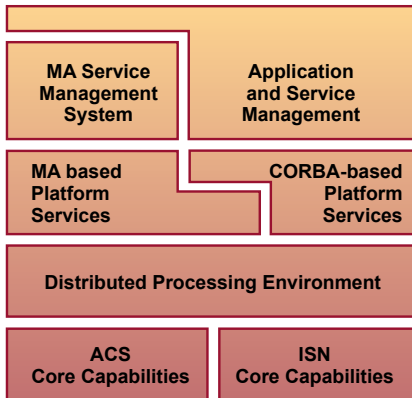 MA Service
Management
System
Application
and Service
Management
MA based
Platform
Services
CORBA-based
Platform
Services
Distributed Processing Environment
ACS
Core Capabilities
ISN
Core Capabilities